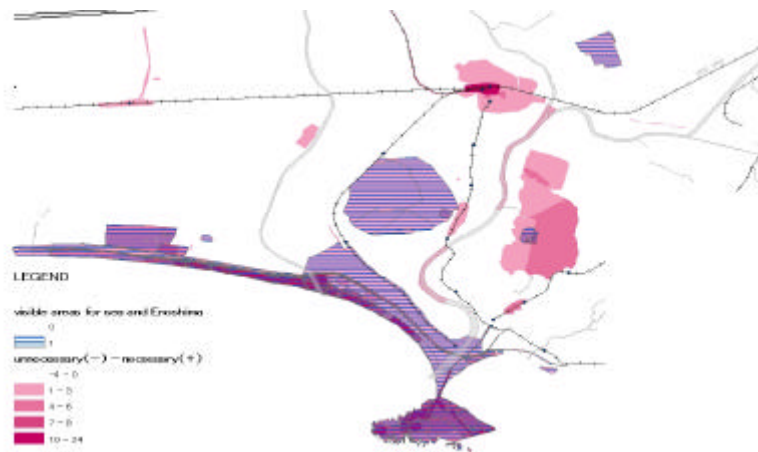 LEGEND
visible areas for sea and Enoshima
0
1
unnecessary(-) - necessary(+)
-4 - 0
1 - 3
4 - 6
7 - 8
10 - 24